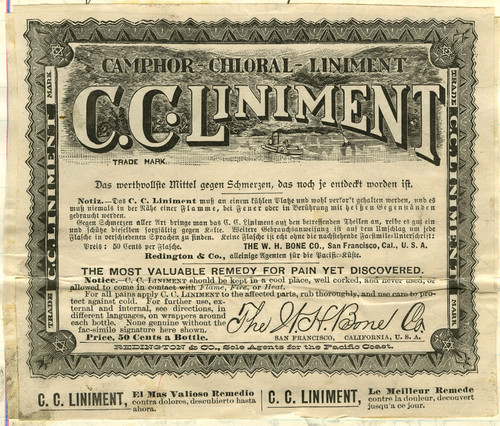 CAMPHOR-CHLORAL-LINIMENT
C.C. LINIMENT
TRADE MARK.
TRADE C.C. LINIMENT MARK
TRADE C.C. LINIMENT MARK
Das werthvollste Mittel gegen Schmerzen, das noch je entdeckt worden ist.
Notiz.—Das C. C. Liniment muß an einem kühlen Platze und wohl verkor't gehalten werden, und es
muß niemals in der Nähe einer Flamme, bei Feuer oder in Berührung mit heißen Gegenständen
gebraucht werden.
Gegen Schmerzen aller Art bringe man das C. C. Liniment auf den betreffenden Theilen an, reibe es gut ein
und schütze dieselben sorgfältig gegen Kälte. Weitere Gebrauchsanweisung ist auf dem Umschlag um jede
Flasche in verschiedenen Sprachen zu finden. Keine Flasche ist echt ohne die nachstehende Facsimile-Unterschrift:
Preis: 50 Cents per Flasche. THE W. H. BONE CO., San Francisco, Cal., U. S. A.
Redington & Co., alleinige Agenten für die Pacific-Küste.
THE MOST VALUABLE REMEDY FOR PAIN YET DISCOVERED.
Notice.—C. C. LINIMENT should be kept in a cool place, well corked, and never used, or
allowed to come in contact with Flame, Fire, or Heat.
For all pains apply C. C. LINIMENT to the affected parts, rub thoroughly, and use care to pro-
tect against cold. For further use, ex-
ternal and internal, see directions, in
different languages, on wrappers around
each bottle. None genuine without the
fac-simile signature here shown.
Price, 50 Cents a Bottle.
The W. H. Bone Co
SAN FRANCISCO, CALIFORNIA, U. S. A.
REDINGTON & CO., Sole Agents for the Pacific Coast.
C. C. LINIMENT, El Mas Valioso Remedio
contra dolores, descubierto hasta
ahora.
C. C. LINIMENT, Le Meilleur Remede
contre la douleur, decouvert
jusqu'a ce jour.